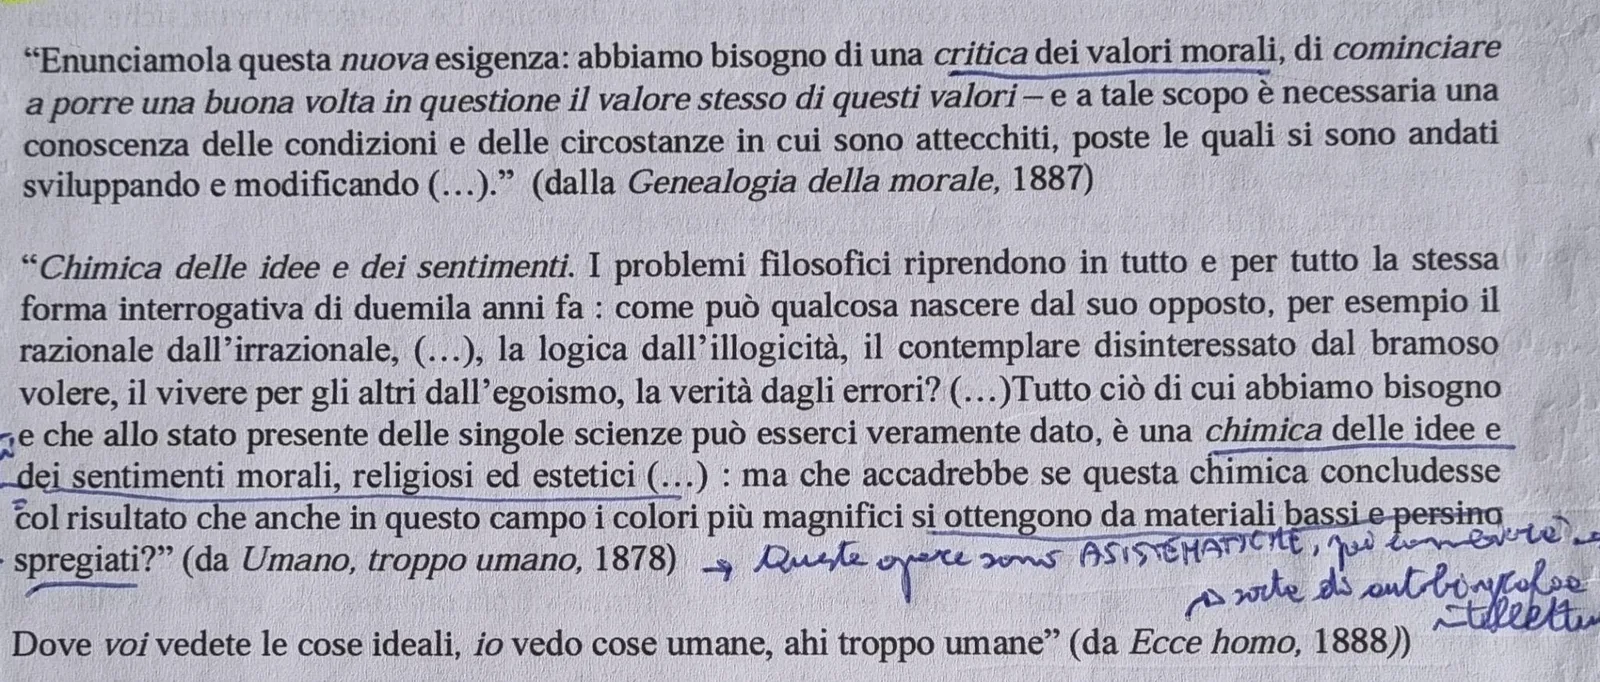 “Enunciamola questa nuova esigenza: abbiamo bisogno di una critica dei valori morali, di cominciare
a porre una buona volta in questione il valore stesso di questi valori – e a tale scopo è necessaria una
conoscenza delle condizioni e delle circostanze in cui sono attecchiti, poste le quali si sono andati
sviluppando e modificando (…).” (dalla Genealogia della morale, 1887)
“Chimica delle idee e dei sentimenti. I problemi filosofici riprendono in tutto e per tutto la stessa
forma interrogativa di duemila anni fa : come può qualcosa nascere dal suo opposto, per esempio il
razionale dall’irrazionale, (…), la logica dall’illogicità, il contemplare disinteressato dal bramoso
volere, il vivere per gli altri dall’egoismo, la verità dagli errori? (…)Tutto ciò di cui abbiamo bisogno
e che allo stato presente delle singole scienze può esserci veramente dato, è una chimica delle idee e
dei sentimenti morali, religiosi ed estetici (…) : ma che accadrebbe se questa chimica concludesse
col risultato che anche in questo campo i colori più magnifici si ottengono da materiali bassi e persino
spregiati?” (da Umano, troppo umano, 1878) → Queste opere sono ASISTEMATICHE,
sorte di
Dove voi vedete le cose ideali, io vedo cose umane, ahi troppo umane” (da Ecce homo, 1888))